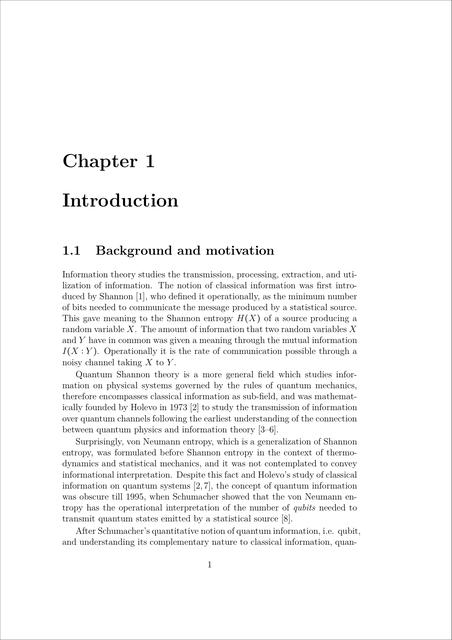 Chapter 1
Introduction
1.1 Background and motivation
Information theory studies the transmission, processing, extraction, and uti-
lization of information. The notion of classical information was first intro-
duced by Shannon [1], who defined it operationally, as the minimum number
of bits needed to communicate the message produced by a statistical source.
This gave meaning to the Shannon entropy H(X) of a source producing a
random variable X. The amount of information that two random variables X
and Y have in common was given a meaning through the mutual information
I(X : Y). Operationally it is the rate of communication possible through a
noisy channel taking X to Y.
Quantum Shannon theory is a more general field which studies infor-
mation on physical systems governed by the rules of quantum mechanics,
therefore encompasses classical information as sub-field, and was mathemat-
ically founded by Holevo in 1973 [2] to study the transmission of information
over quantum channels following the earliest understanding of the connection
between quantum physics and information theory [3–6].
Surprisingly, von Neumann entropy, which is a generalization of Shannon
entropy, was formulated before Shannon entropy in the context of thermo-
dynamics and statistical mechanics, and it was not contemplated to convey
informational interpretation. Despite this fact and Holevo's study of classical
information on quantum systems [2,7], the concept of quantum information
was obscure till 1995, when Schumacher showed that the von Neumann en-
tropy has the operational interpretation of the number of qubits needed to
transmit quantum states emitted by a statistical source [8].
After Schumacher's quantitative notion of quantum information, i.e. qubit,
and understanding its complementary nature to classical information, quan-
1